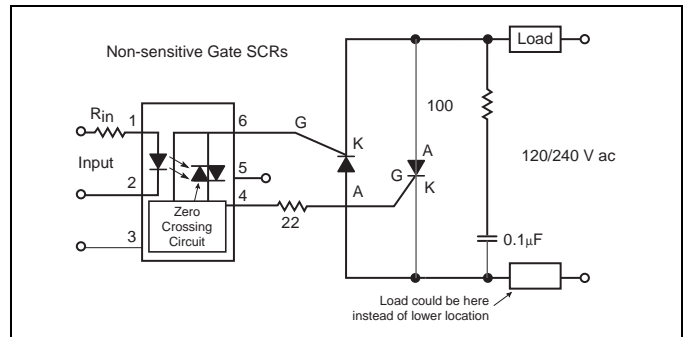 Non-sensitive Gate SCRs
Load
Rin
1
6
G
100
K
A
Input
120/240 V ac
5
G
K
2
4
A
Zero
Crossing
Circuit
22
3
0.1μF
Load could be here
instead of lower location